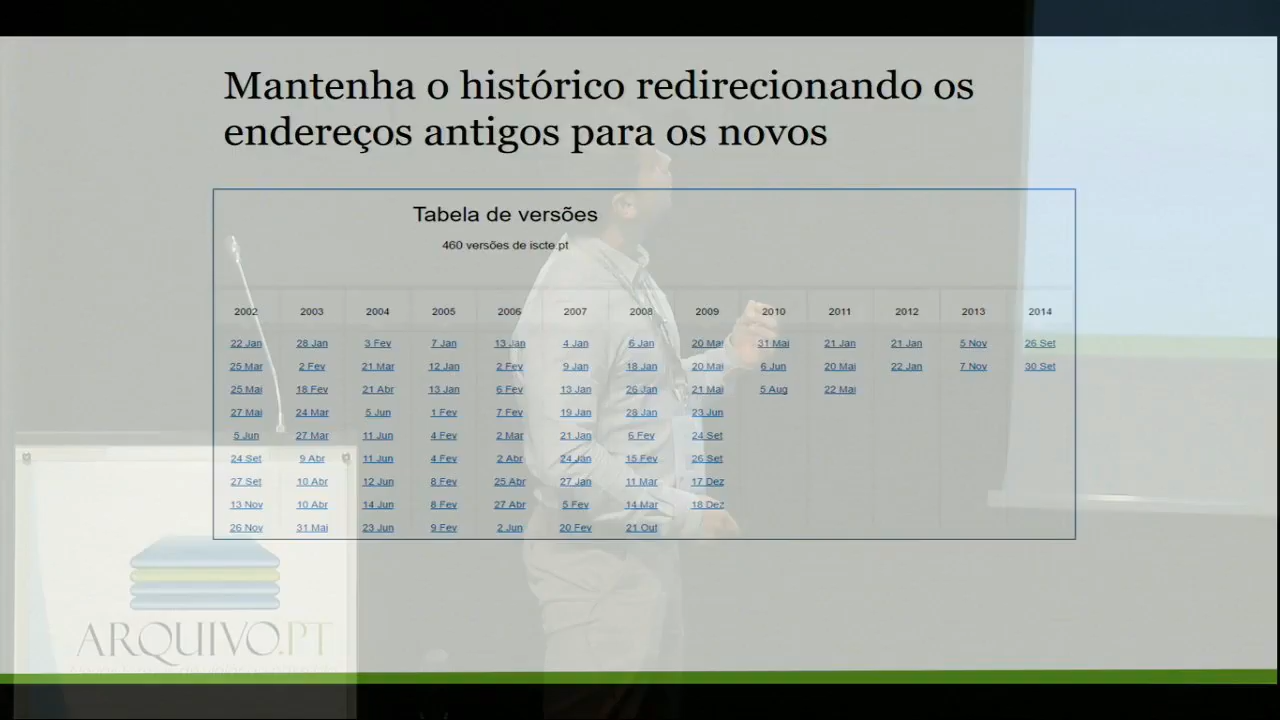 Mantenha o histórico redirecionando os
endereços antigos para os novos
Tabela de versões
460 versões de iscte.pt
2002 2003 2004 2005 2006 2007 2008 2009 2010 2011 2012 2013 2014
22 Jan 28 Jan 3 Fev 7 Jan 13 Jan 4 Jan 6 Jan 20 Mai 31 Mai 21 Jan 21 Jan 5 Nov 26 Set
25 Mar 2 Fev 21 Mar 12 Jan 2 Fev 9 Jan 18 Jan 20 Mai 6 Jun 20 Mai 22 Jan 7 Nov 30 Set
25 Mai 18 Fev 21 Abr 13 Jan 6 Fev 13 Jan 26 Jan 21 Mai 5 Aug 22 Mai
27 Mai 24 Mar 5 Jun 1 Fev 7 Fev 19 Jan 28 Jan 23 Jun
5 Jun 27 Mar 11 Jun 4 Fev 2 Mar 21 Jan 6 Fev 24 Set
24 Set 9 Abr 11 Jun 4 Fev 2 Abr 24 Jan 15 Fev 26 Set
27 Set 10 Abr 12 Jun 8 Fev 25 Abr 27 Jan 11 Mar 17 Dez
13 Nov 10 Abr 14 Jun 8 Fev 27 Abr 5 Fev 14 Mar 18 Dez
26 Nov 31 Mai 23 Jun 9 Fev 2 Jun 20 Fev 21 Out
ARQUIVO.PT